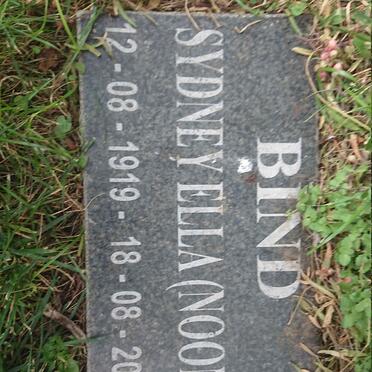 BIND
SYDNEY ELLA (NOO
12-08-1919 - 18-08-20